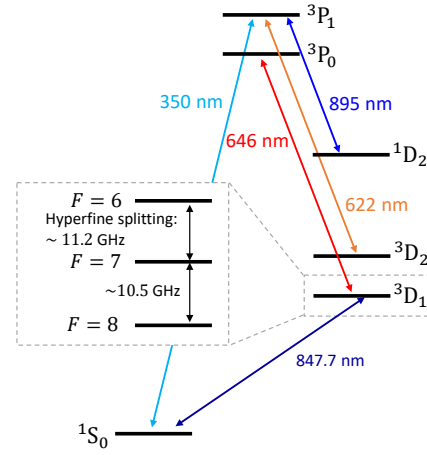 ³P₁
³P₀
350 nm
895 nm
646 nm
¹D₂
622 nm
F = 6
Hyperfine splitting:
~ 11.2 GHz
F = 7
³D₂
~10.5 GHz
³D₁
F = 8
847.7 nm
¹S₀